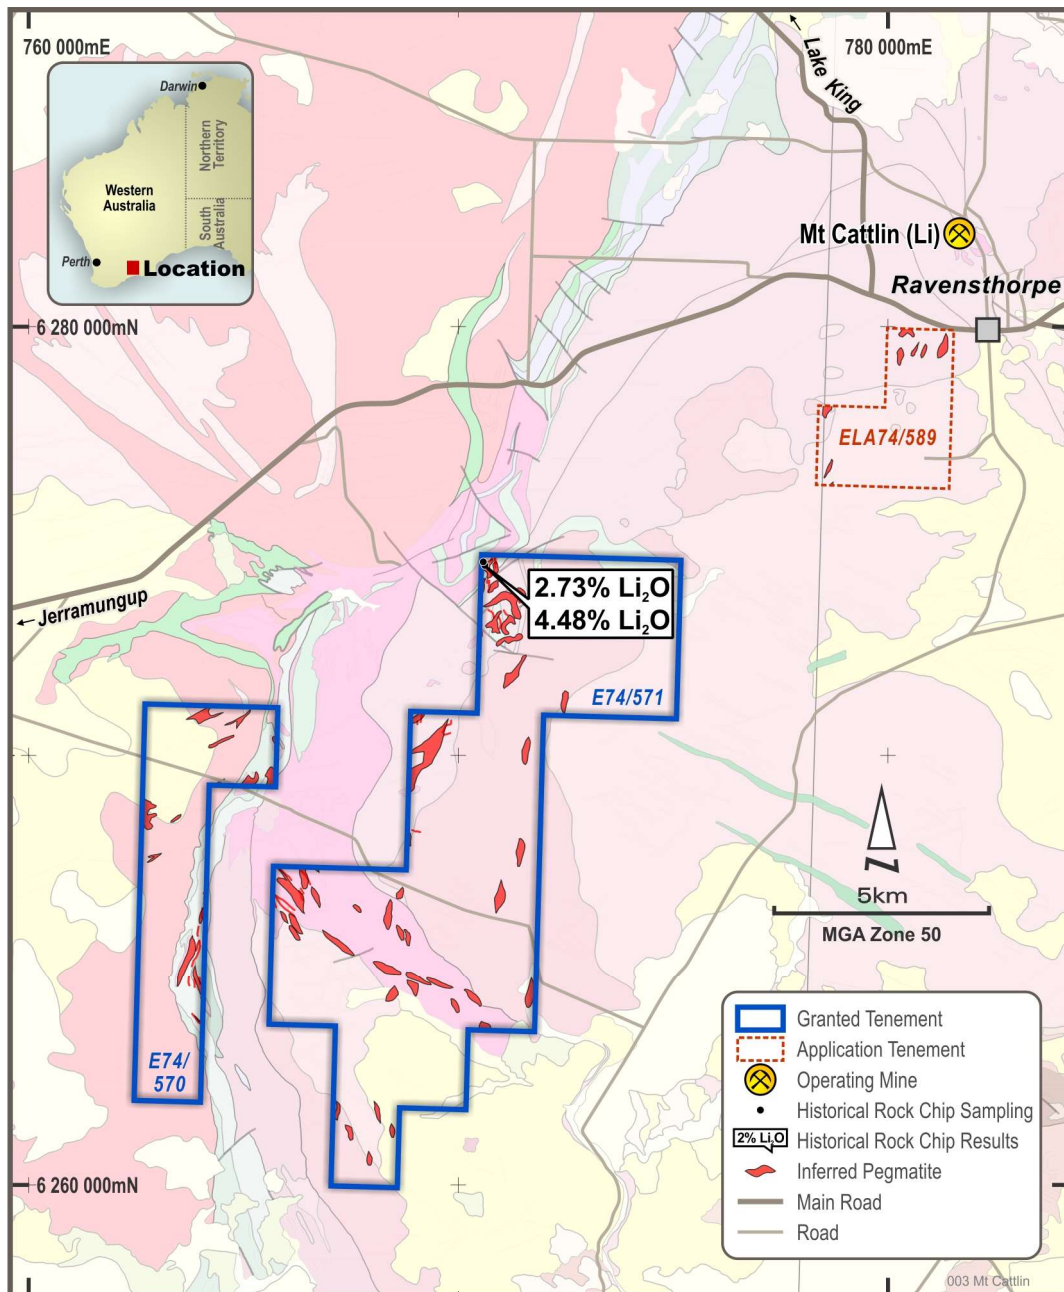 760 000mE
780 000mE
Lake King
Darwin
Northern
Territory
Western
Australia
South
Australia
Perth
Location
Mt Cattlin (Li)
Ravensthorpe
6 280 000mN
ELA74/589
2.73% Li₂O
4.48% Li₂O
Jerramungup
E74/571
5km
MGA Zone 50
E74/
570
6 260 000mN
Granted Tenement
Application Tenement
Operating Mine
Historical Rock Chip Sampling
2% Li₂O
Historical Rock Chip Results
Inferred Pegmatite
Main Road
Road
N
003 Mt Cattlin